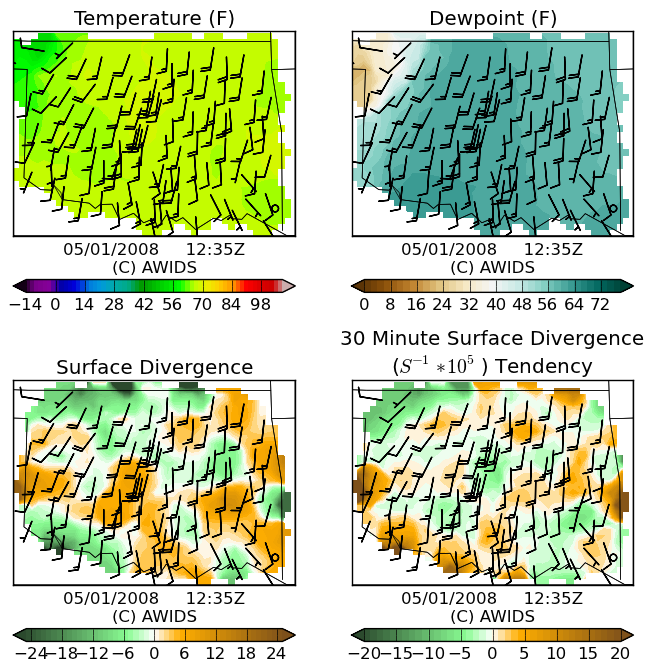 Temperature (F)
Dewpoint (F)
05/01/2008 12:35Z
(C) AWIDS
05/01/2008 12:35Z
(C) AWIDS
−14 0 14 28 42 56 70 84 98
0 8 16 24 32 40 48 56 64 72
Surface Divergence
30 Minute Surface Divergence
(S⁻¹ *10⁵ ) Tendency
05/01/2008 12:35Z
(C) AWIDS
05/01/2008 12:35Z
(C) AWIDS
−24 −18 −12 −6 0 6 12 18 24
−20 −15 −10 −5 0 5 10 15 20